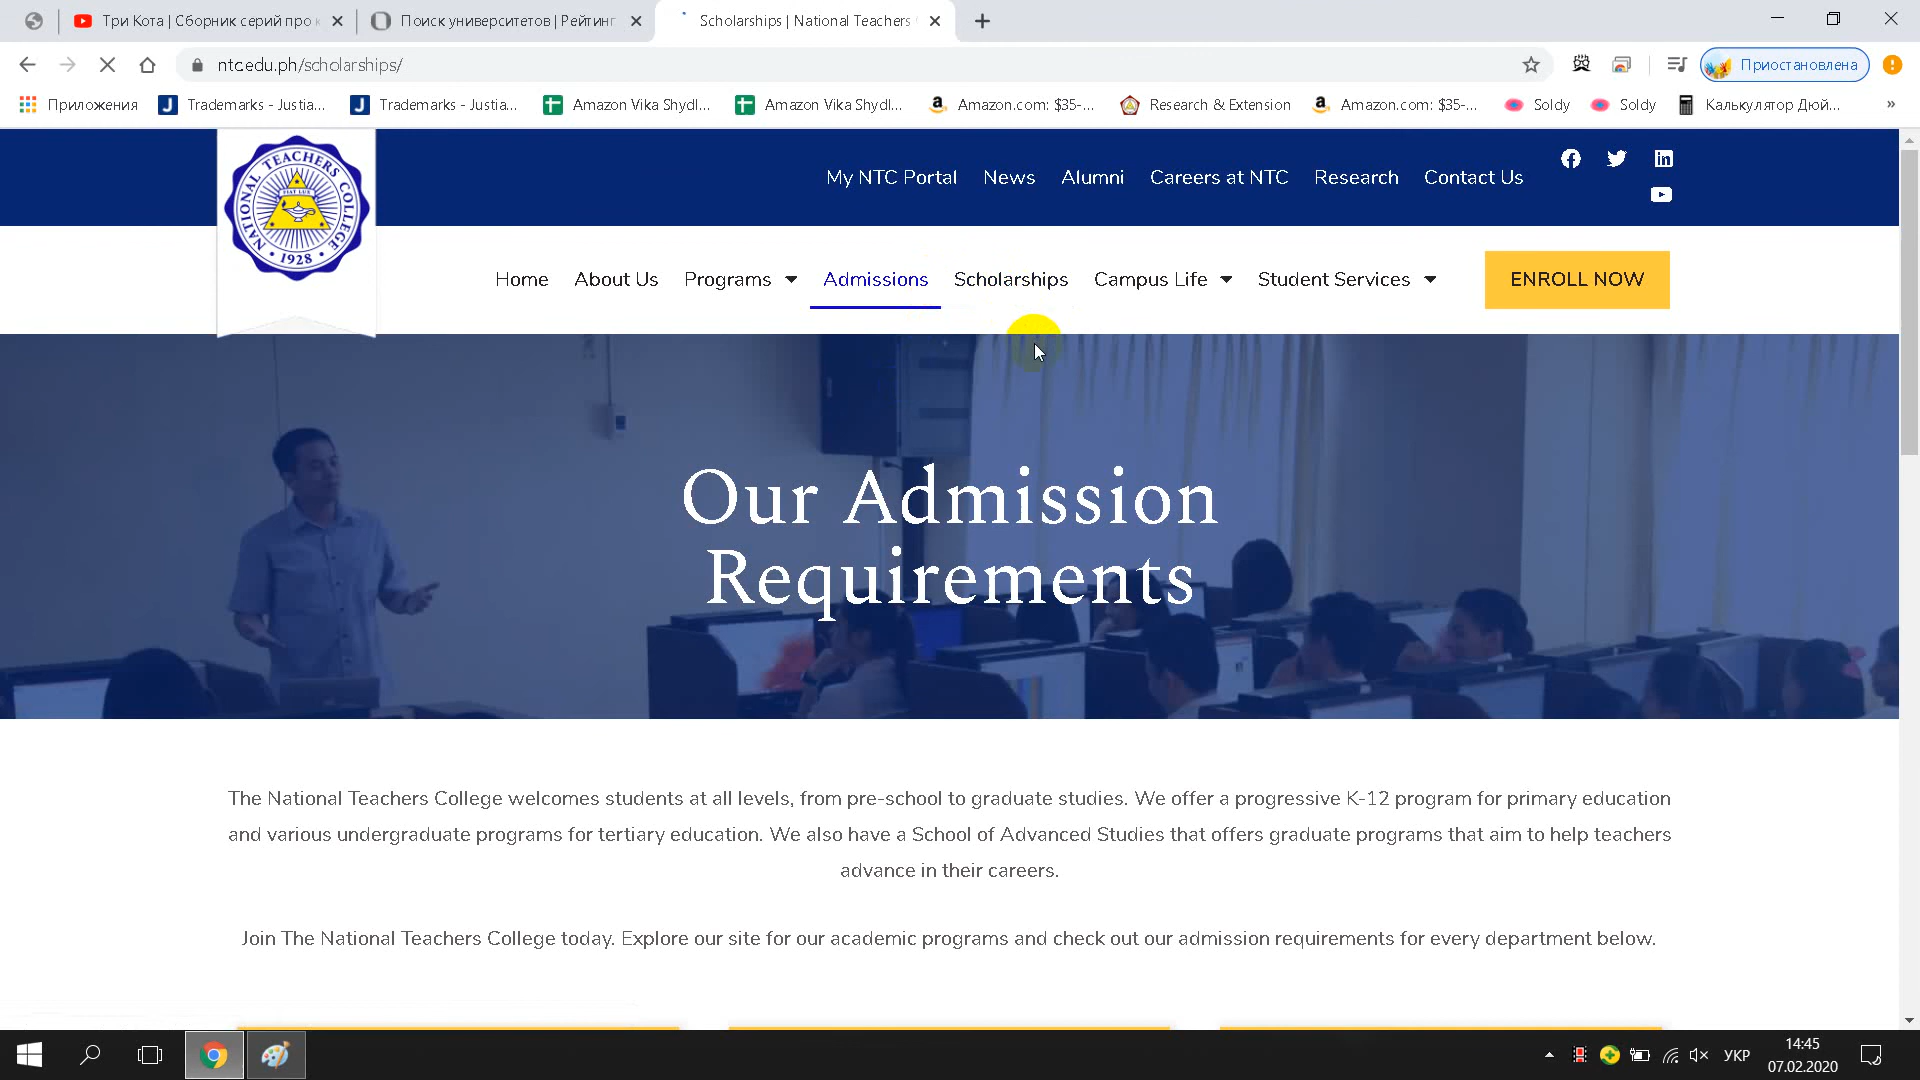 Три Кота | Сборник серий про к
Поиск университетов | Рейтинг
Scholarships | National Teachers
ntc.edu.ph/scholarships/
Приостановлена
Приложения
Trademarks - Justia...
Trademarks - Justia...
Amazon Vika Shydl...
Amazon Vika Shydl...
Amazon.com: $35-...
Research & Extension
Amazon.com: $35-...
Soldy
Soldy
Калькулятор Дюй...
»
NATIONAL TEACHERS COLLEGE
FIAT LUX
• 1928 •
My NTC Portal
News
Alumni
Careers at NTC
Research
Contact Us
Home
About Us
Programs
Admissions
Scholarships
Campus Life
Student Services
ENROLL NOW
Our Admission
Requirements
The National Teachers College welcomes students at all levels, from pre-school to graduate studies. We offer a progressive K-12 program for primary education
and various undergraduate programs for tertiary education. We also have a School of Advanced Studies that offers graduate programs that aim to help teachers
advance in their careers.
Join The National Teachers College today. Explore our site for our academic programs and check out our admission requirements for every department below.
УКР
14:45
07.02.2020